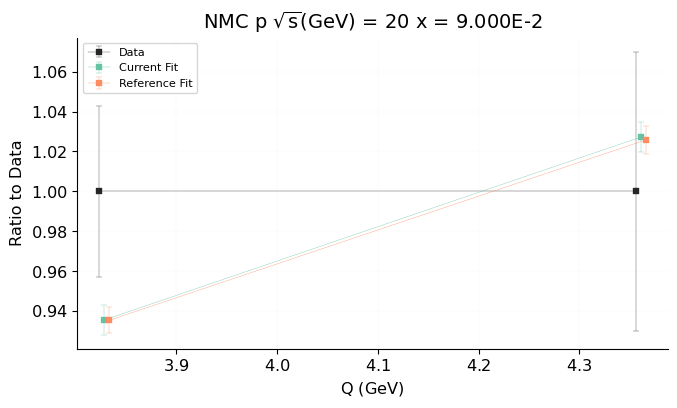 NMC p √s(GeV) = 20 x = 9.000E-2
Data
Current Fit
Reference Fit
Ratio to Data
1.06
1.04
1.02
1.00
0.98
0.96
0.94
3.9 4.0 4.1 4.2 4.3
Q (GeV)